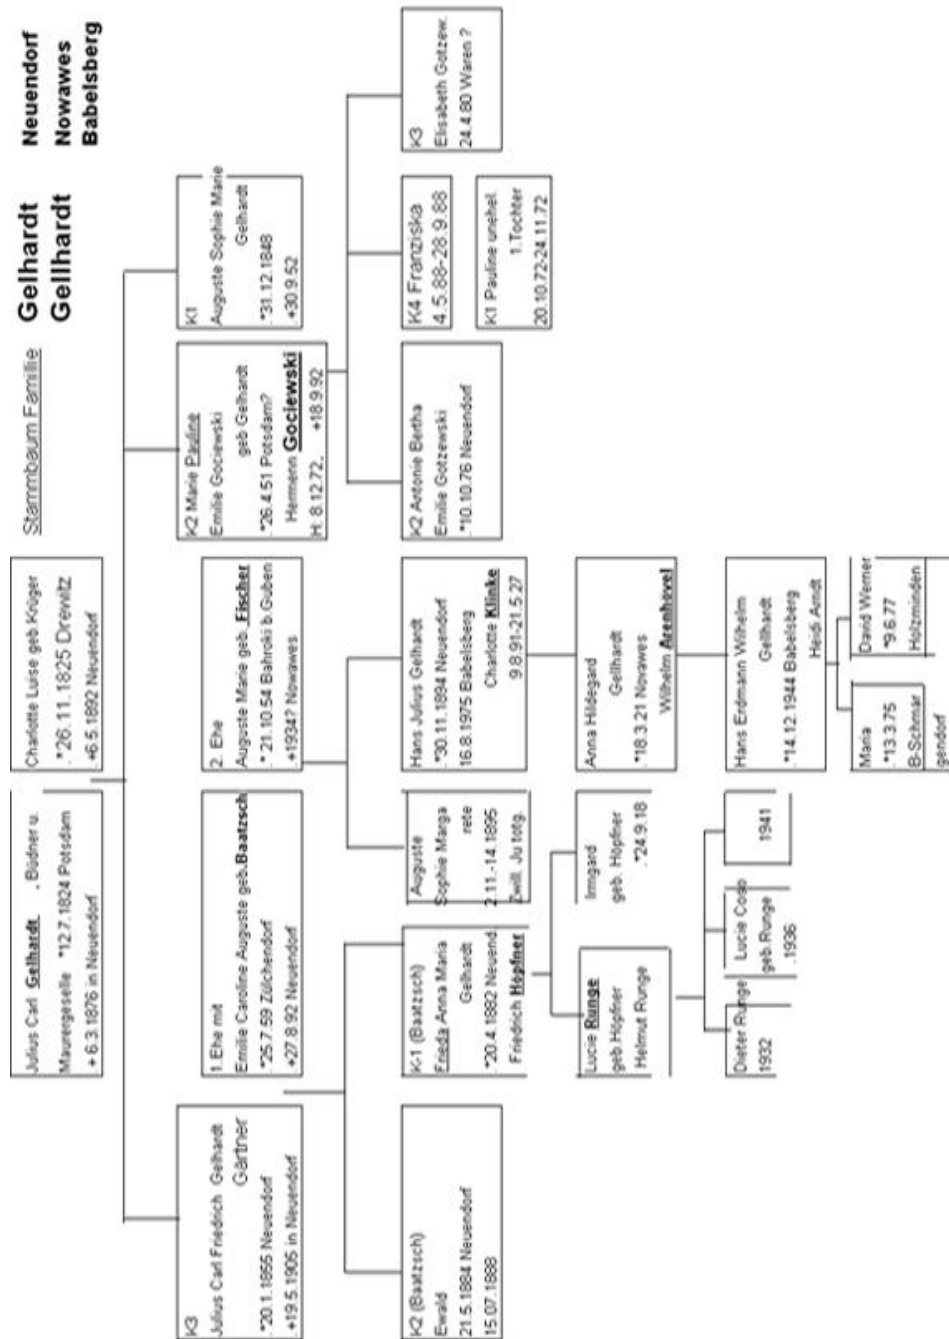 Stammbaum Familie
Gelhardt
Gellhardt
Neuendorf
Nowawes
Babelsberg
Julius Carl Gelhardt , Büdner u.
Maurergeselle *12.7.1824 Potsdam
+ 6.3.1876 in Neuendorf
Charlotte Luise geb.Krüger
.*26.11.1825 Drewitz
+6.5.1892 Neuendorf
K3
Julius Carl Friedrich Gelhardt
Gärtner
.*20.1.1855 Neuendorf
.+19.5.1905 in Neuendorf
1.Ehe mit
Emilie Caroline Auguste geb.Baatzsch
.*25.7.59 Zülchendorf
+27.8.92 Neuendorf
2. Ehe
Auguste Marie geb. Fischer
.* 21.10.54 Bahroki b.Guben
.+1934? Nowawes
K2 Marie Pauline
Emilie Gociewski
geb Gelhardt
.*26.4.51 Potsdam?
Hermenn Gociewski
H: 8.12.72.. +18.9.92
K1
Auguste Sophie Marie
Gelhardt
.*31.12.1848
.+30.9.52
K2 (Baatzsch)
Ewald
21.5.1884 Neuendorf
15.07.1888
K-1 (Baatzsch)
Frieda Anna Maria
Gelhardt
.*20.4.1882 Neuend.
Friedrich Höpfner
Auguste
Sophie Marga
rete
2.11.-14.1895
Zwill. Ju totg.
Hans Julius Gelhardt
.*30.11.1894 Neuendorf
16.8.1975 Babelsberg
Charlotte Klinke
9.8.91-21.5.27
K2 Antonie Bertha
Emilie Gotzewski
.*10.10.76 Neuendorf
K4 Franziska
4.5.88-28.9.88
K1 Pauline unehel.
1.Tochter
20.10.72-24.11.72
K3
Elisabeth Gotzew.
24.4.80 Waren ?
Lucie Runge
geb.Höpfner
Helmut Runge
Irmgard
geb. Höpfner
.*24.9.18
Anna Hildegard
Gellhardt
.*18.3.21 Novawes
Wilhelm Arenhövel
Dieter Runge
1932
Lucie
geb.Runge
.1936
1941
Hans Erdmann Wilhelm
Gellhardt
.*14.12.1944 Babelsberg
Heidi Arndt
Maria
.*13.3.75
B-Schmar
gendorf
David Werner
*9.6.77
Holzminden